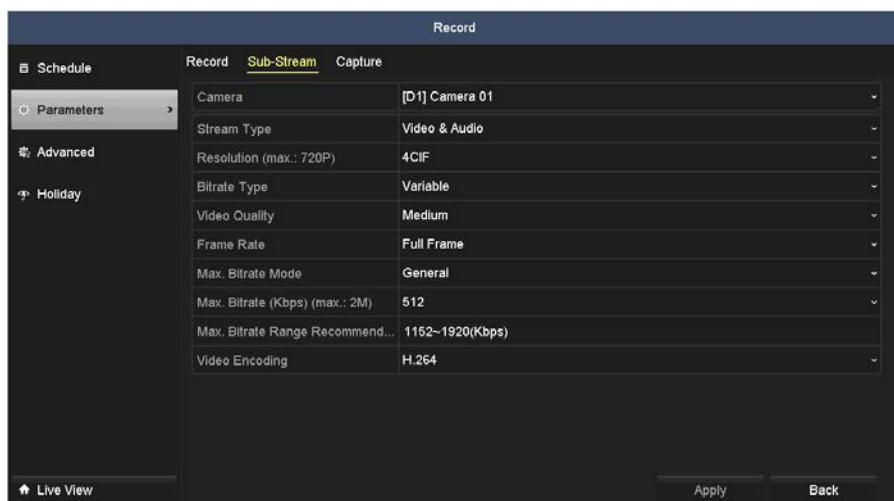 Record
Schedule
Parameters
Advanced
Holiday
Live View
Record Sub-Stream Capture
Camera [D1] Camera 01
Stream Type Video & Audio
Resolution (max.: 720P) 4CIF
Bitrate Type Variable
Video Quality Medium
Frame Rate Full Frame
Max. Bitrate Mode General
Max. Bitrate (Kbps) (max.: 2M) 512
Max. Bitrate Range Recommend... 1152~1920(Kbps)
Video Encoding H.264
Apply Back